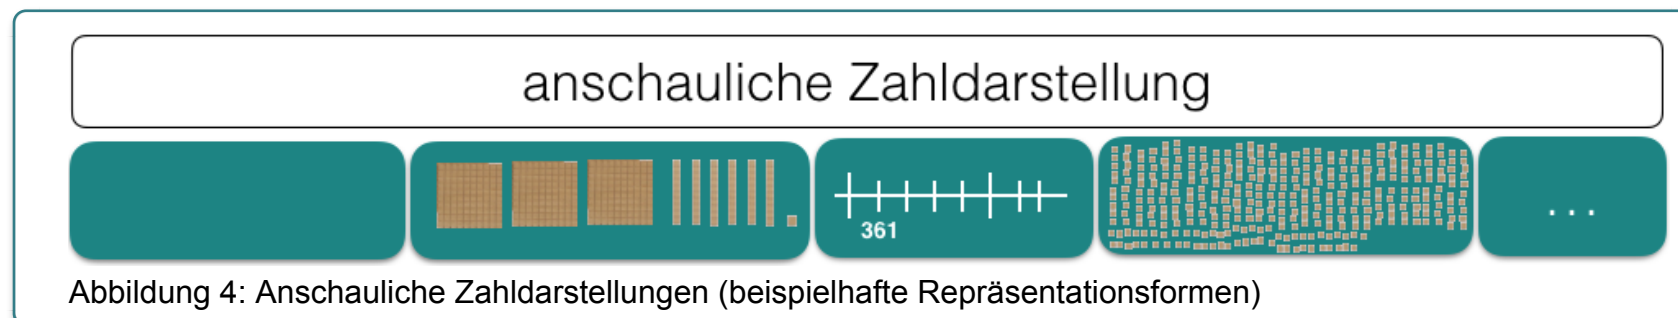 anschauliche Zahldarstellung
361
...
Abbildung 4: Anschauliche Zahldarstellungen (beispielhafte Repräsentationsformen)